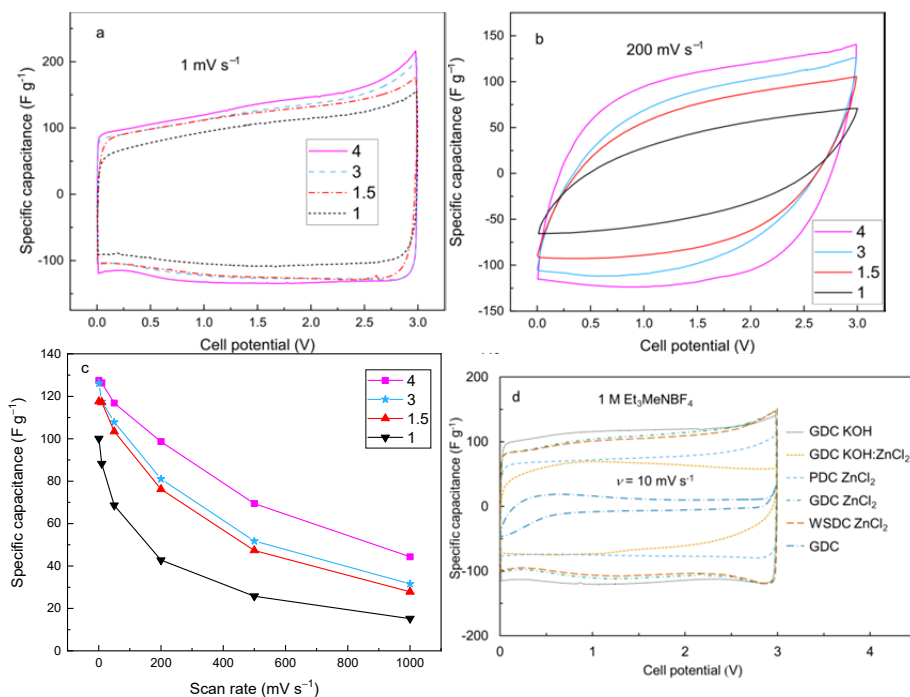 a
1 mV s⁻¹
Specific capacitance (F g⁻¹)
200
100
0
-100
4
3
1.5
1
0.0
0.5
1.0
1.5
2.0
2.5
3.0
Cell potential (V)
b
200 mV s⁻¹
Specific capacitance (F g⁻¹)
150
100
50
0
-50
-100
-150
4
3
1.5
1
0.0
0.5
1.0
1.5
2.0
2.5
3.0
Cell potential (V)
c
Specific capacitance (F g⁻¹)
140
120
100
80
60
40
20
0
4
3
1.5
1
0
200
400
600
800
1000
Scan rate (mV s⁻¹)
d
1 M Et₃MeNBF₄
ν = 10 mV s⁻¹
Specific capacitance (F g⁻¹)
200
100
0
-100
-200
GDC KOH
GDC KOH:ZnCl₂
PDC ZnCl₂
GDC ZnCl₂
WSDC ZnCl₂
GDC
0
1
2
3
4
Cell potential (V)